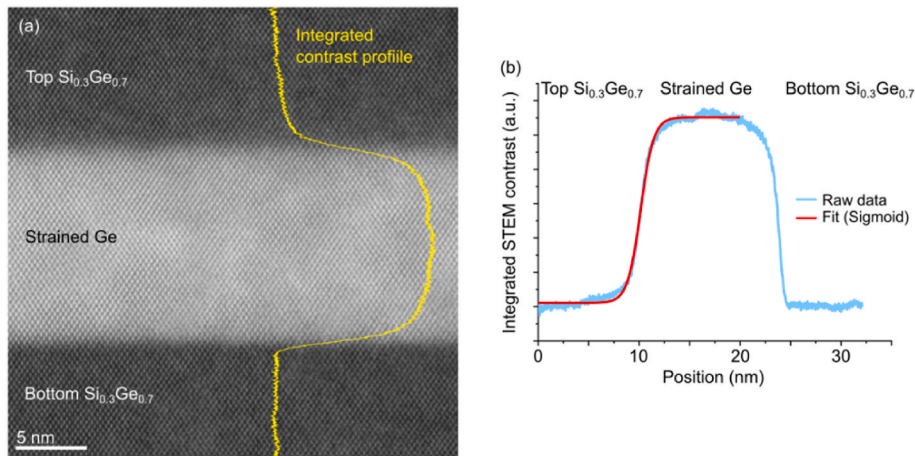 (a)
Integrated
contrast profiile
Top Si0.3Ge0.7
Strained Ge
Bottom Si0.3Ge0.7
5 nm
(b)
Top Si0.3Ge0.7 Strained Ge Bottom Si0.3Ge0.7
Integrated STEM contrast (a.u.)
Raw data
Fit (Sigmoid)
0 10 20 30
Position (nm)